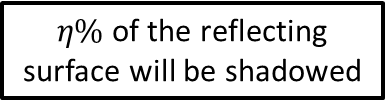 η% of the reflecting
surface will be shadowed